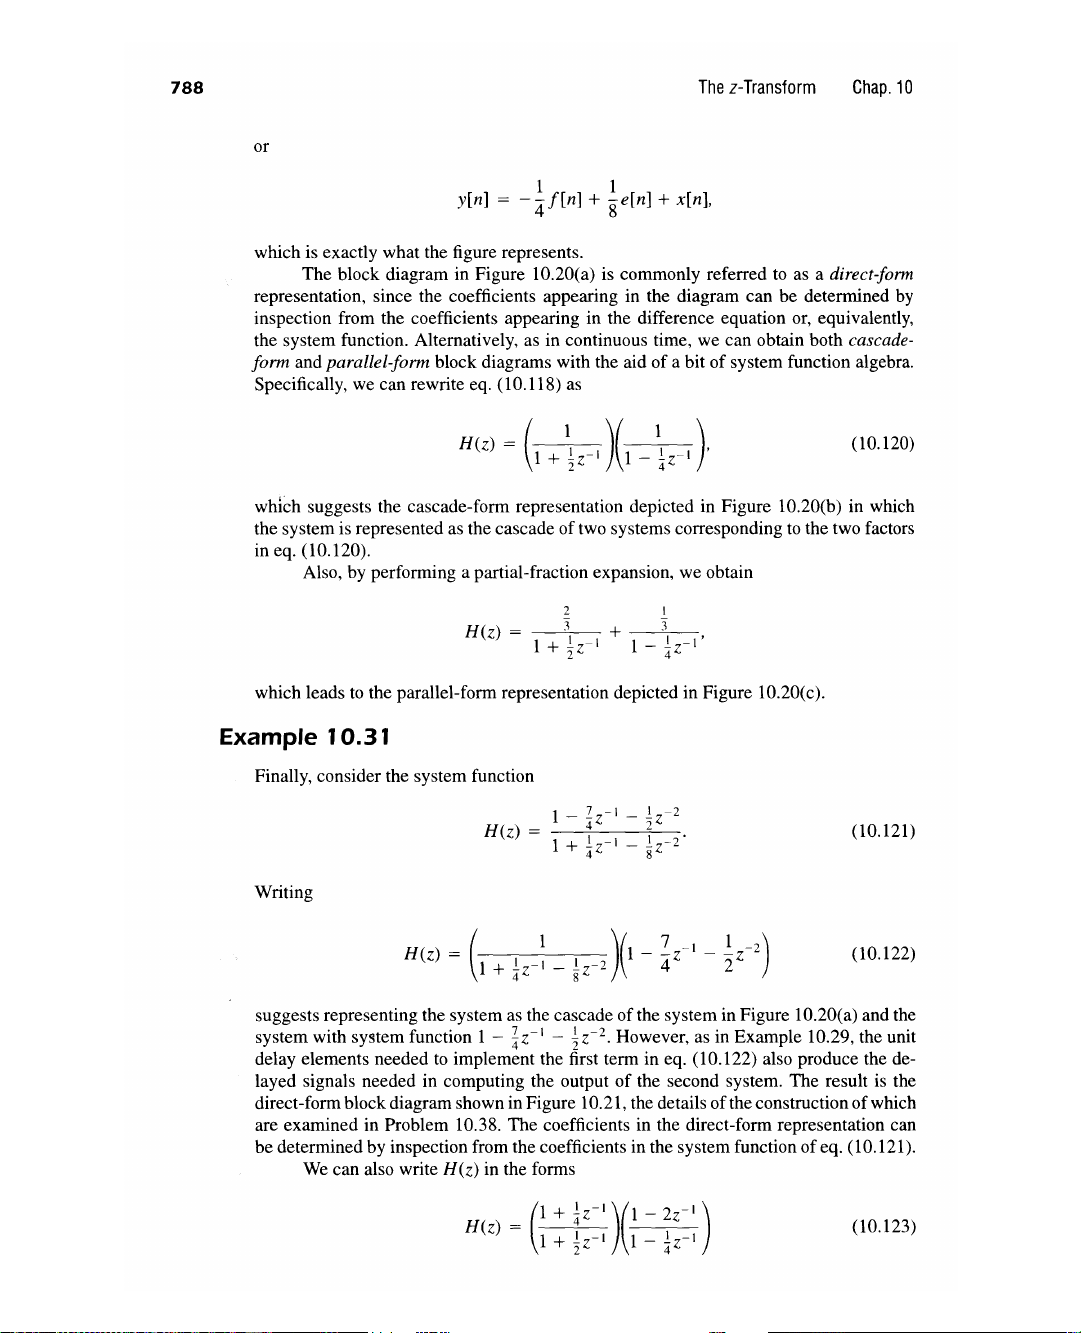 788 The z-Transform Chap. 10
or
y[n] = -\frac{1}{4} f[n] + \frac{1}{8} e[n] + x[n],
which is exactly what the figure represents.
The block diagram in Figure 10.20(a) is commonly referred to as a direct-form
representation, since the coefficients appearing in the diagram can be determined by
inspection from the coefficients appearing in the difference equation or, equivalently,
the system function. Alternatively, as in continuous time, we can obtain both cascade-
form and parallel-form block diagrams with the aid of a bit of system function algebra.
Specifically, we can rewrite eq. (10.118) as
H(z) = \left( \frac{1}{1 + \frac{1}{2} z^{-1}} \right) \left( \frac{1}{1 - \frac{1}{4} z^{-1}} \right), (10.120)
which suggests the cascade-form representation depicted in Figure 10.20(b) in which
the system is represented as the cascade of two systems corresponding to the two factors
in eq. (10.120).
Also, by performing a partial-fraction expansion, we obtain
H(z) = \frac{\frac{2}{3}}{1 + \frac{1}{2} z^{-1}} + \frac{\frac{1}{3}}{1 - \frac{1}{4} z^{-1}},
which leads to the parallel-form representation depicted in Figure 10.20(c).
Example 10.31
Finally, consider the system function
H(z) = \frac{1 - \frac{7}{4} z^{-1} - \frac{1}{2} z^{-2}}{1 + \frac{1}{4} z^{-1} - \frac{1}{8} z^{-2}}. (10.121)
Writing
H(z) = \left( \frac{1}{1 + \frac{1}{4} z^{-1} - \frac{1}{8} z^{-2}} \right) \left( 1 - \frac{7}{4} z^{-1} - \frac{1}{2} z^{-2} \right) (10.122)
suggests representing the system as the cascade of the system in Figure 10.20(a) and the
system with system function 1 - \frac{7}{4} z^{-1} - \frac{1}{2} z^{-2}. However, as in Example 10.29, the unit
delay elements needed to implement the first term in eq. (10.122) also produce the de-
layed signals needed in computing the output of the second system. The result is the
direct-form block diagram shown in Figure 10.21, the details of the construction of which
are examined in Problem 10.38. The coefficients in the direct-form representation can
be determined by inspection from the coefficients in the system function of eq. (10.121).
We can also write H(z) in the forms
H(z) = \left( \frac{1 + \frac{1}{4} z^{-1}}{1 + \frac{1}{2} z^{-1}} \right) \left( \frac{1 - 2z^{-1}}{1 - \frac{1}{4} z^{-1}} \right) (10.123)